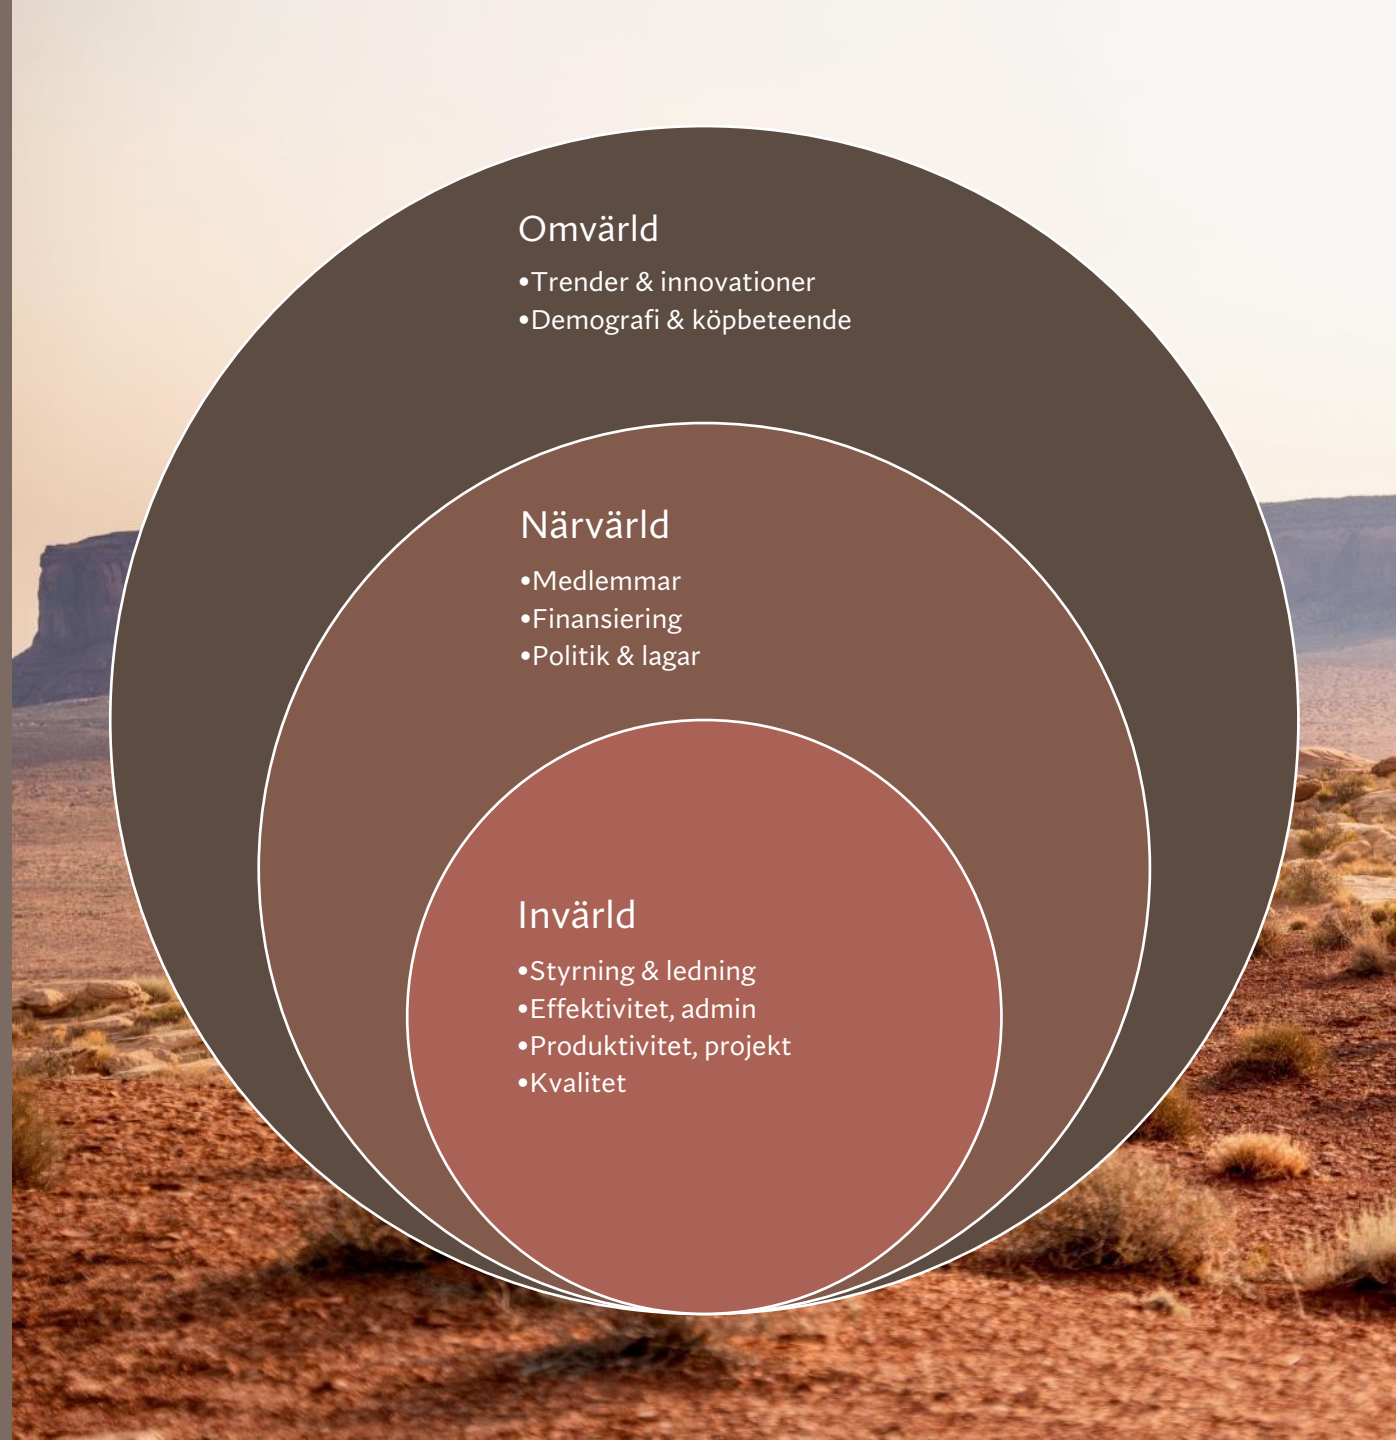 Omvärld
•Trender & innovationer
•Demografi & köpbeteende
Närvärld
•Medlemmar
•Finansiering
•Politik & lagar
Invärld
•Styrning & ledning
•Effektivitet, admin
•Produktivitet, projekt
•Kvalitet